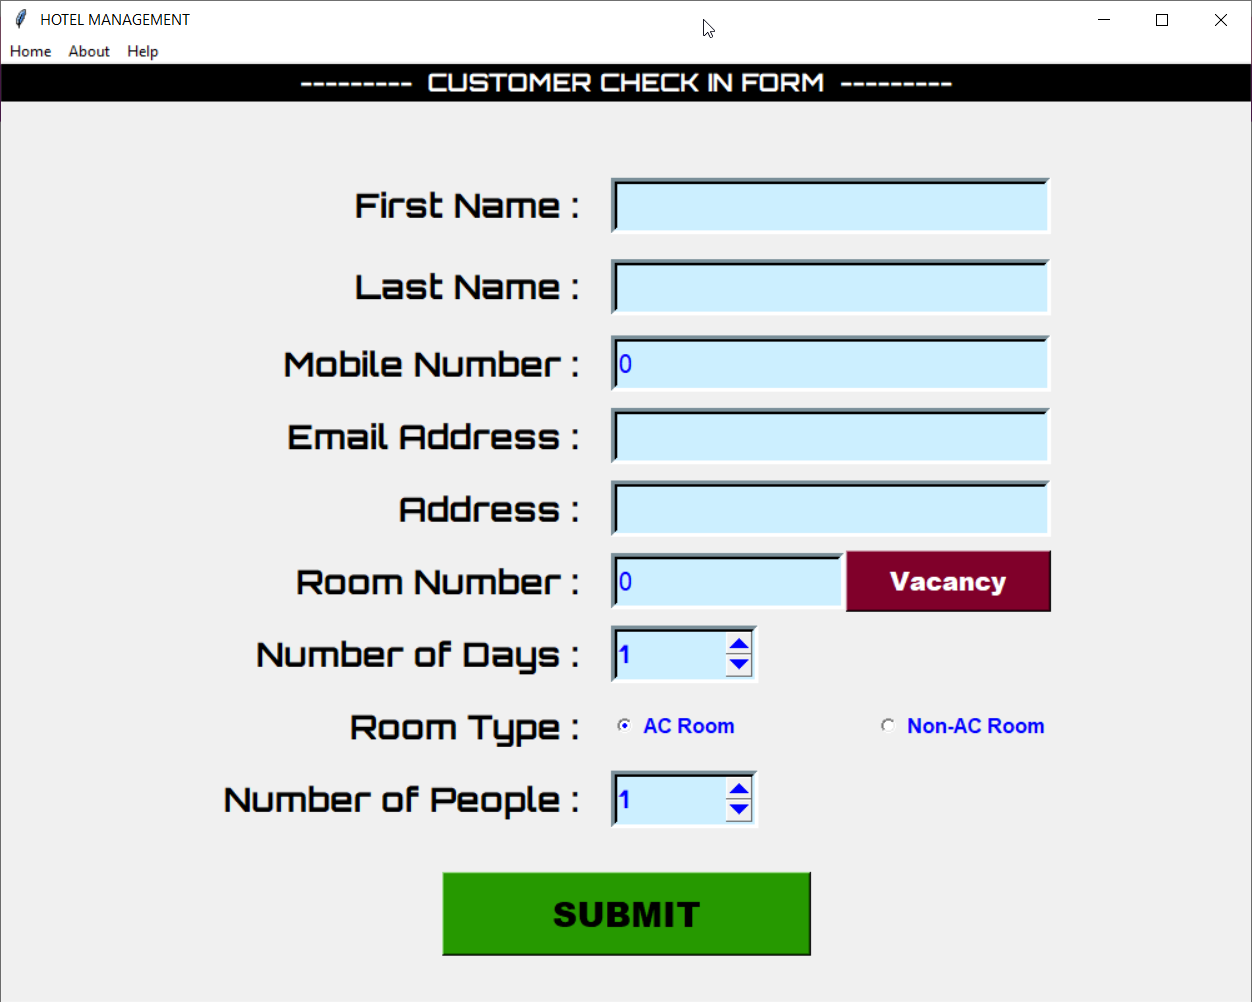 HOTEL MANAGEMENT
Home About Help
--------- CUSTOMER CHECK IN FORM ---------
First Name :
Last Name :
Mobile Number : 0
Email Address :
Address :
Room Number : 0 Vacancy
Number of Days : 1
Room Type : AC Room Non-AC Room
Number of People : 1
SUBMIT